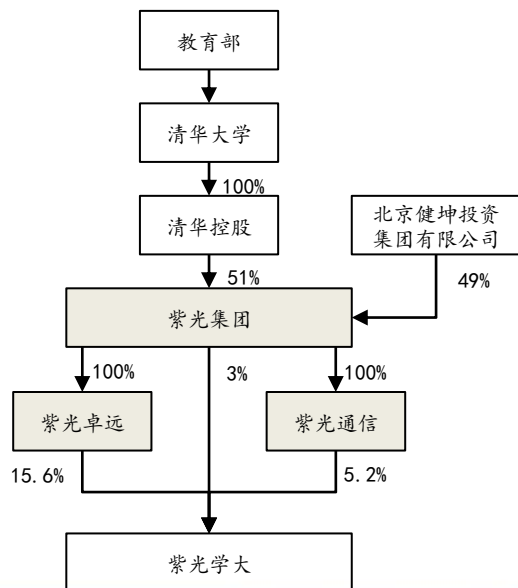 教育部
清华大学
100%
清华控股
北京健坤投资
集团有限公司
51%
49%
紫光集团
100%
3%
100%
紫光卓远
紫光通信
15.6%
5.2%
紫光学大